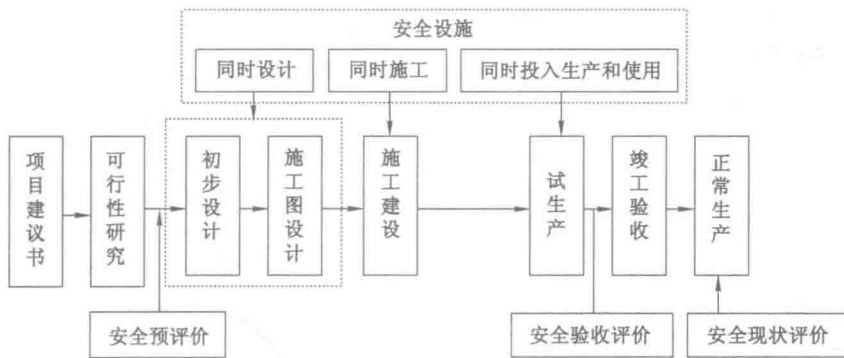 安全设施
同时设计
同时施工
同时投入生产和使用
项目建议书
可行性研究
初步设计
施工图设计
施工建设
试生产
竣工验收
正常生产
安全预评价
安全验收评价
安全现状评价